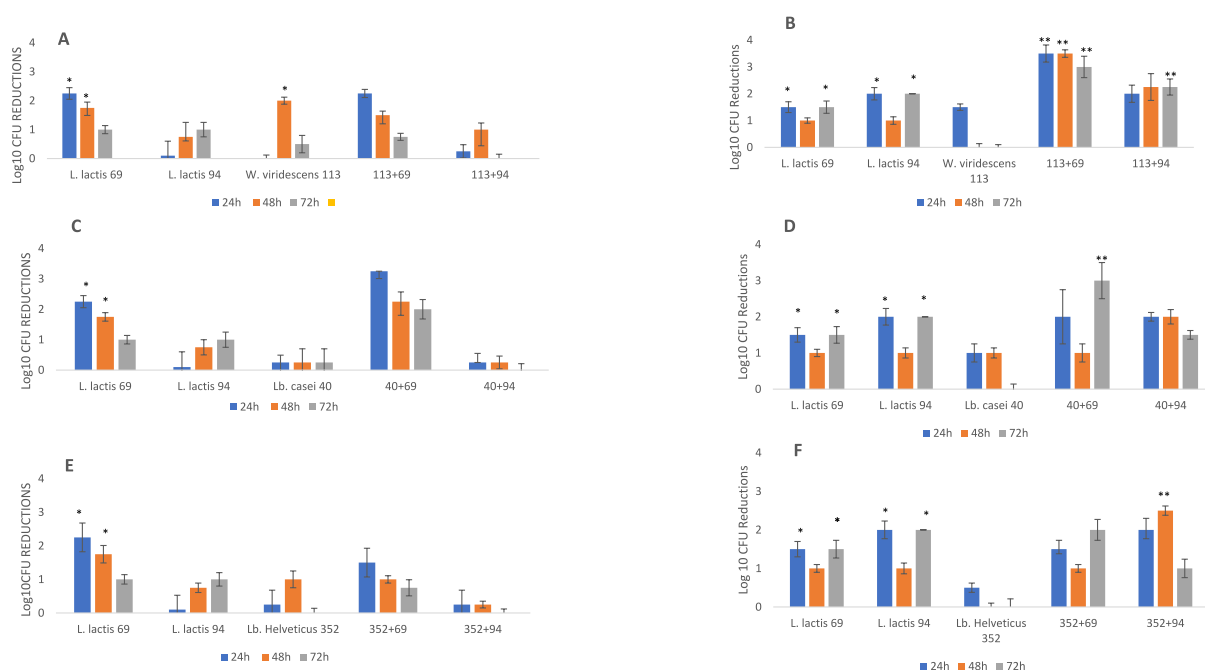 A
Log10 CFU REDUCTIONS
4
3
2
1
0
* * *
L. lactis 69 L. lactis 94 W. viridescens 113 113+69 113+94
24h 48h 72h
B
Log10 CFU Reductions
4
3
2
1
0
* * * * ** ** ** **
L. lactis 69 L. lactis 94 W. viridescens 113+69 113+94
113
24h 48h 72h
C
Log10 CFU REDUCTIONS
4
3
2
1
0
* *
L. lactis 69 L. lactis 94 Lb. casei 40 40+69 40+94
24h 48h 72h
D
Log10 CFU Reductions
4
3
2
1
0
* * * * **
L. lactis 69 L. lactis 94 Lb. casei 40 40+69 40+94
24h 48h 72h
E
Log10CFU REDUCTIONS
4
3
2
1
0
* *
L. lactis 69 L. lactis 94 Lb. Helveticus 352 352+69 352+94
24h 48h 72h
F
Log 10 CFU Reductions
4
3
2
1
0
* * * * **
L. lactis 69 L. lactis 94 Lb. Helveticus 352+69 352+94
352
24h 48h 72h